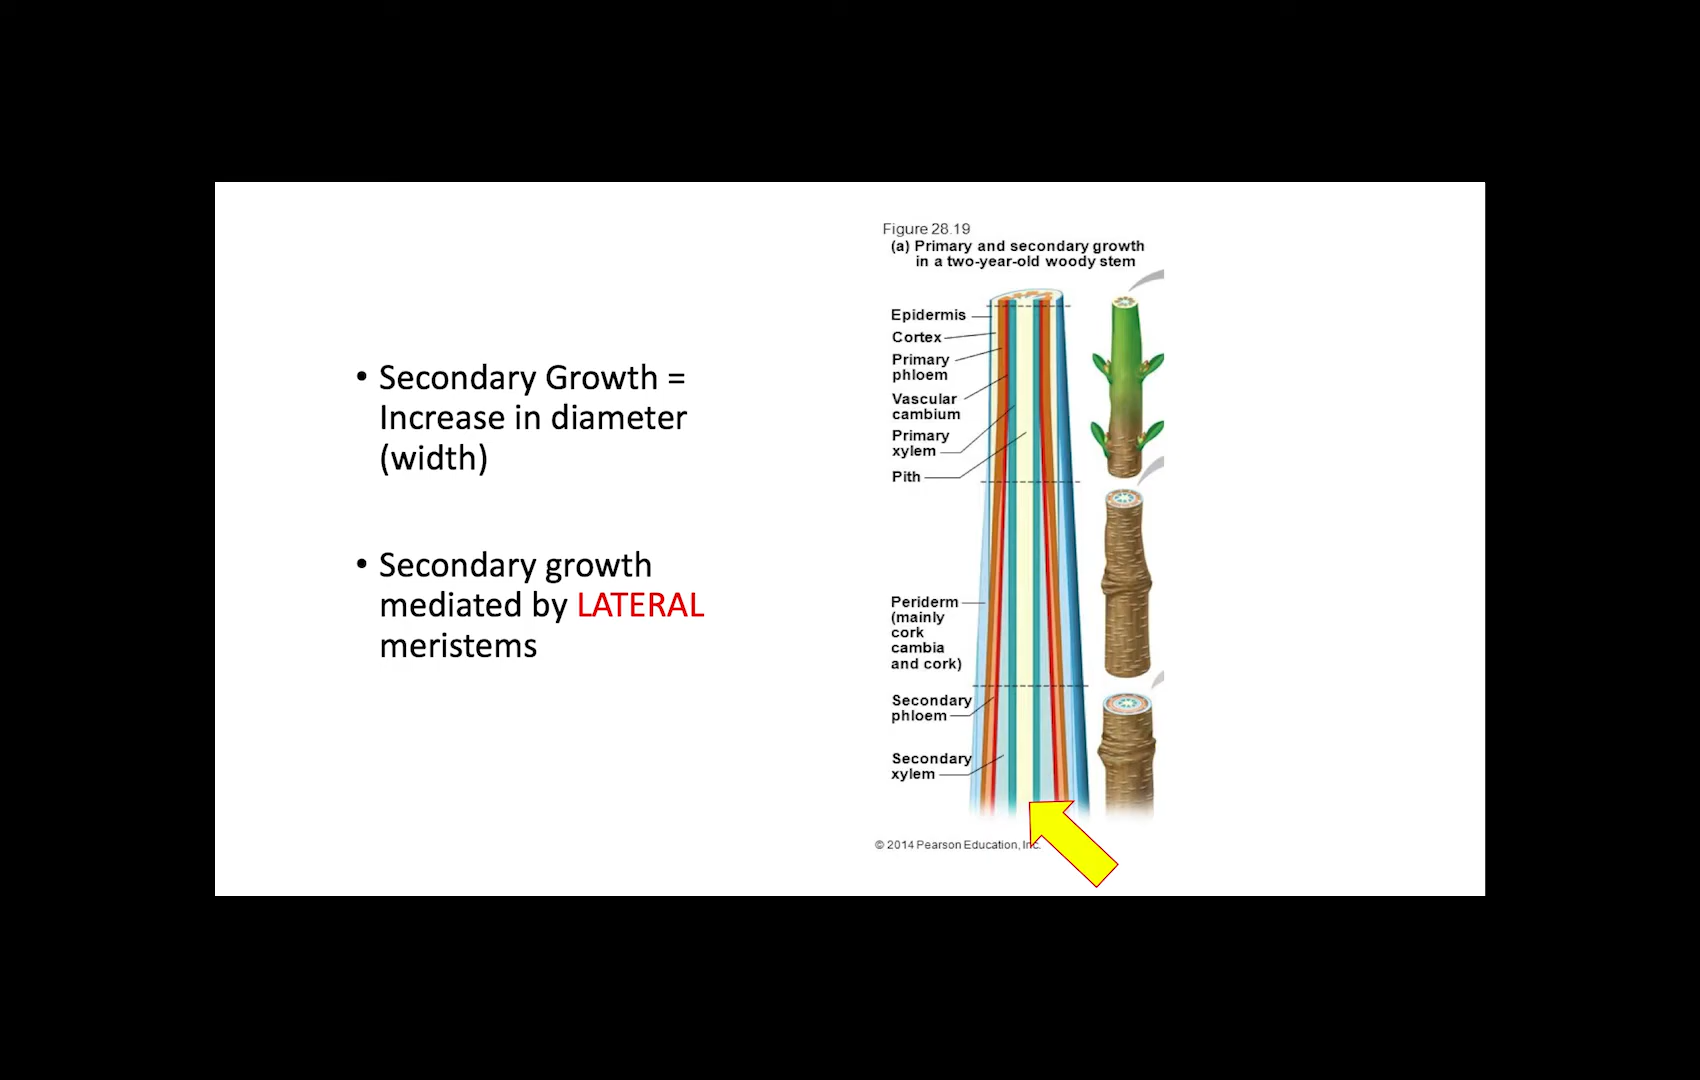 • Secondary Growth =
Increase in diameter
(width)
• Secondary growth
mediated by LATERAL
meristems
Figure 28.19
(a) Primary and secondary growth
in a two-year-old woody stem
Epidermis
Cortex
Primary
phloem
Vascular
cambium
Primary
xylem
Pith
Periderm
(mainly
cork
cambia
and cork)
Secondary
phloem
Secondary
xylem
© 2014 Pearson Education, Inc.